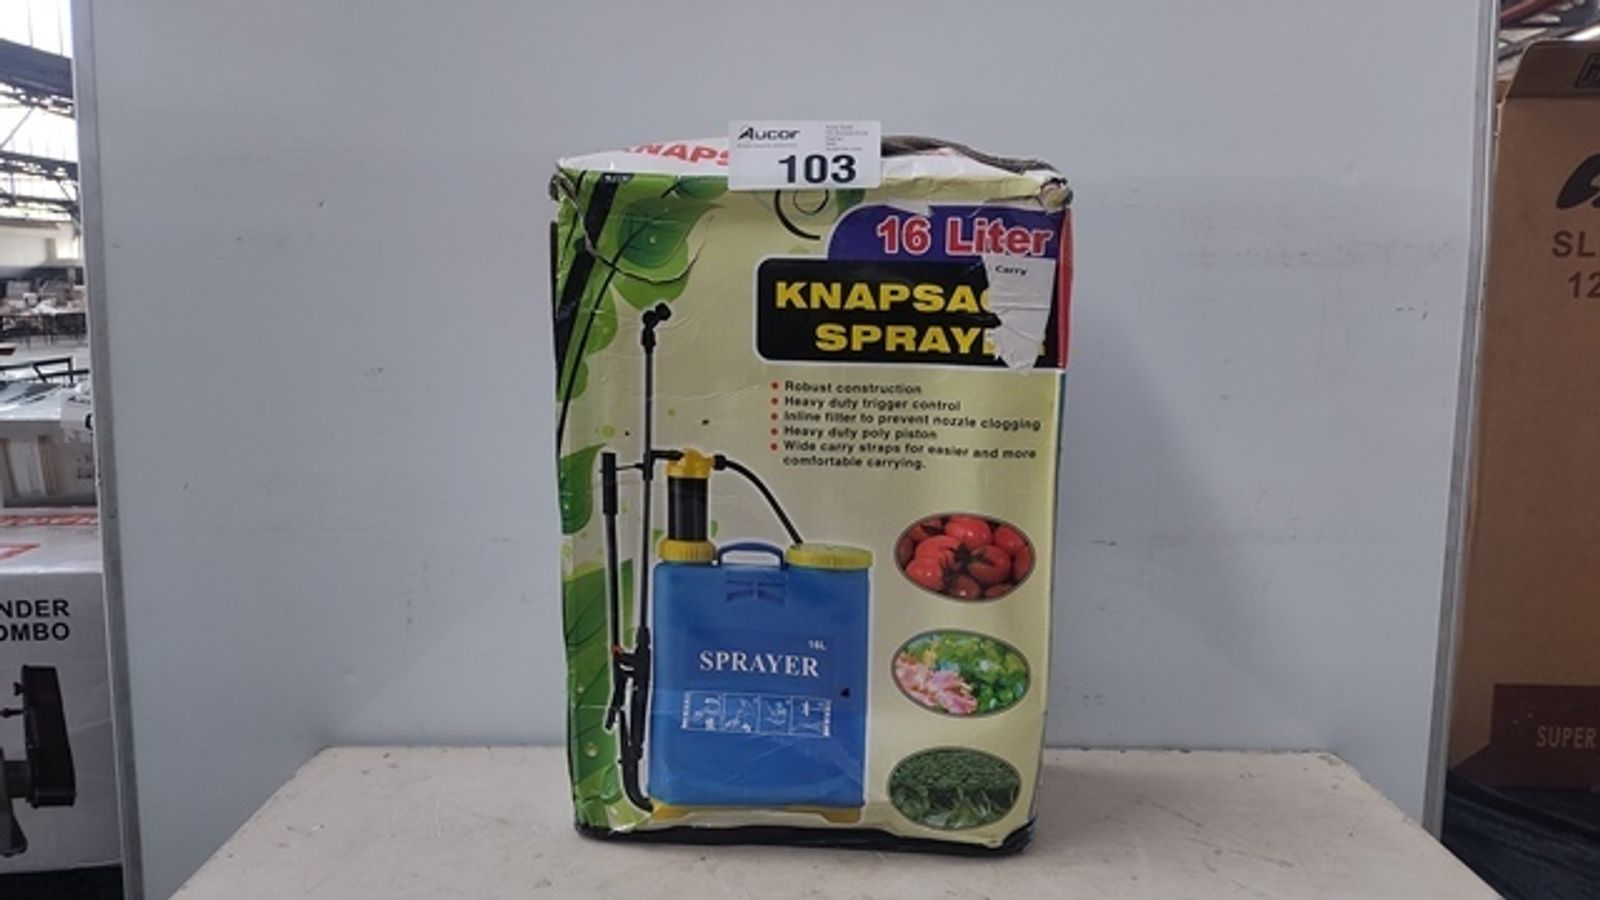 KNAPS
Aucor
103
16 Liter
Carry
KNAPSAC
SPRAYE
• Robust construction
• Heavy duty trigger control
• Inline filter to prevent nozzle clogging
• Heavy duty poly piston
• Wide carry straps for easier and more
comfortable carrying.
16L
SPRAYER
NDER
OMBO
SL
12
SUPER